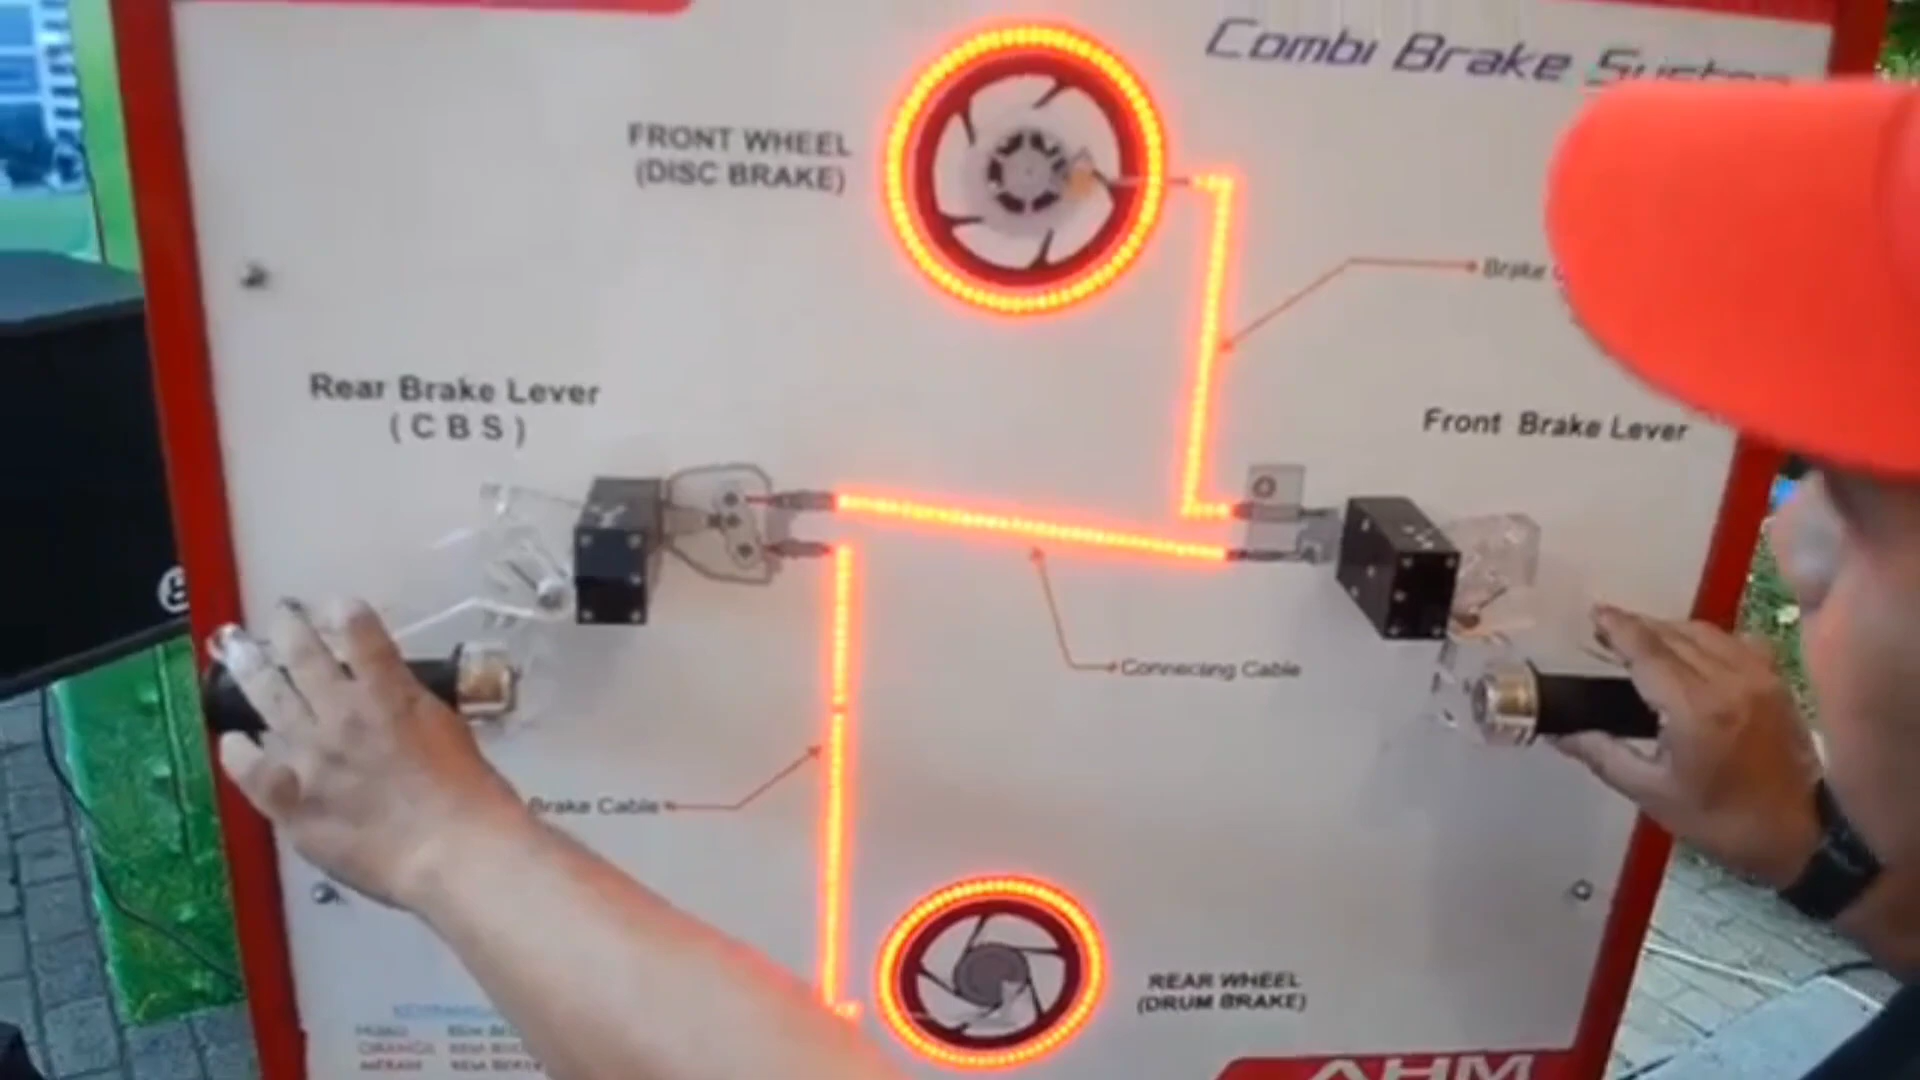 Combi Brake System
FRONT WHEEL
(DISC BRAKE)
Brake
Rear Brake Lever
( C B S )
Front Brake Lever
Connecting Cable
Brake Cable
REAR WHEEL
(DRUM BRAKE)
AHM